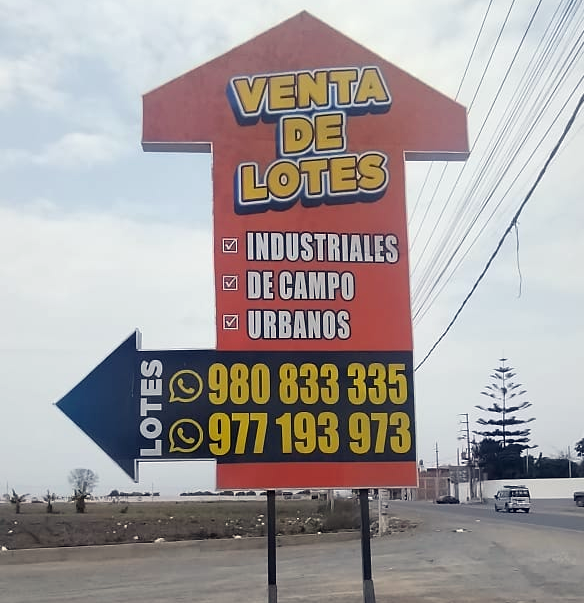 VENTA
DE
LOTES
INDUSTRIALES
DE CAMPO
URBANOS
LOTES
980 833 335
977 193 973